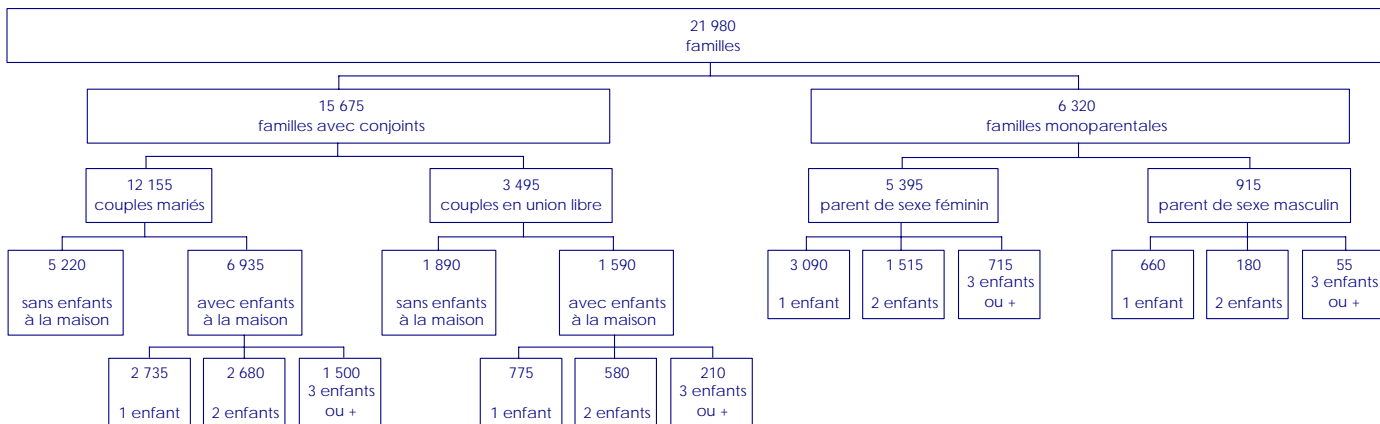 21 980
familles
15 675
familles avec conjoints
6 320
familles monoparentales
12 155
couples mariés
3 495
couples en union libre
5 395
parent de sexe féminin
915
parent de sexe masculin
5 220
sans enfants
à la maison
6 935
avec enfants
à la maison
1 890
sans enfants
à la maison
1 590
avec enfants
à la maison
3 090
1 enfant
1 515
2 enfants
715
3 enfants
ou +
660
1 enfant
180
2 enfants
55
3 enfants
ou +
2 735
1 enfant
2 680
2 enfants
1 500
3 enfants
ou +
775
1 enfant
580
2 enfants
210
3 enfants
ou +